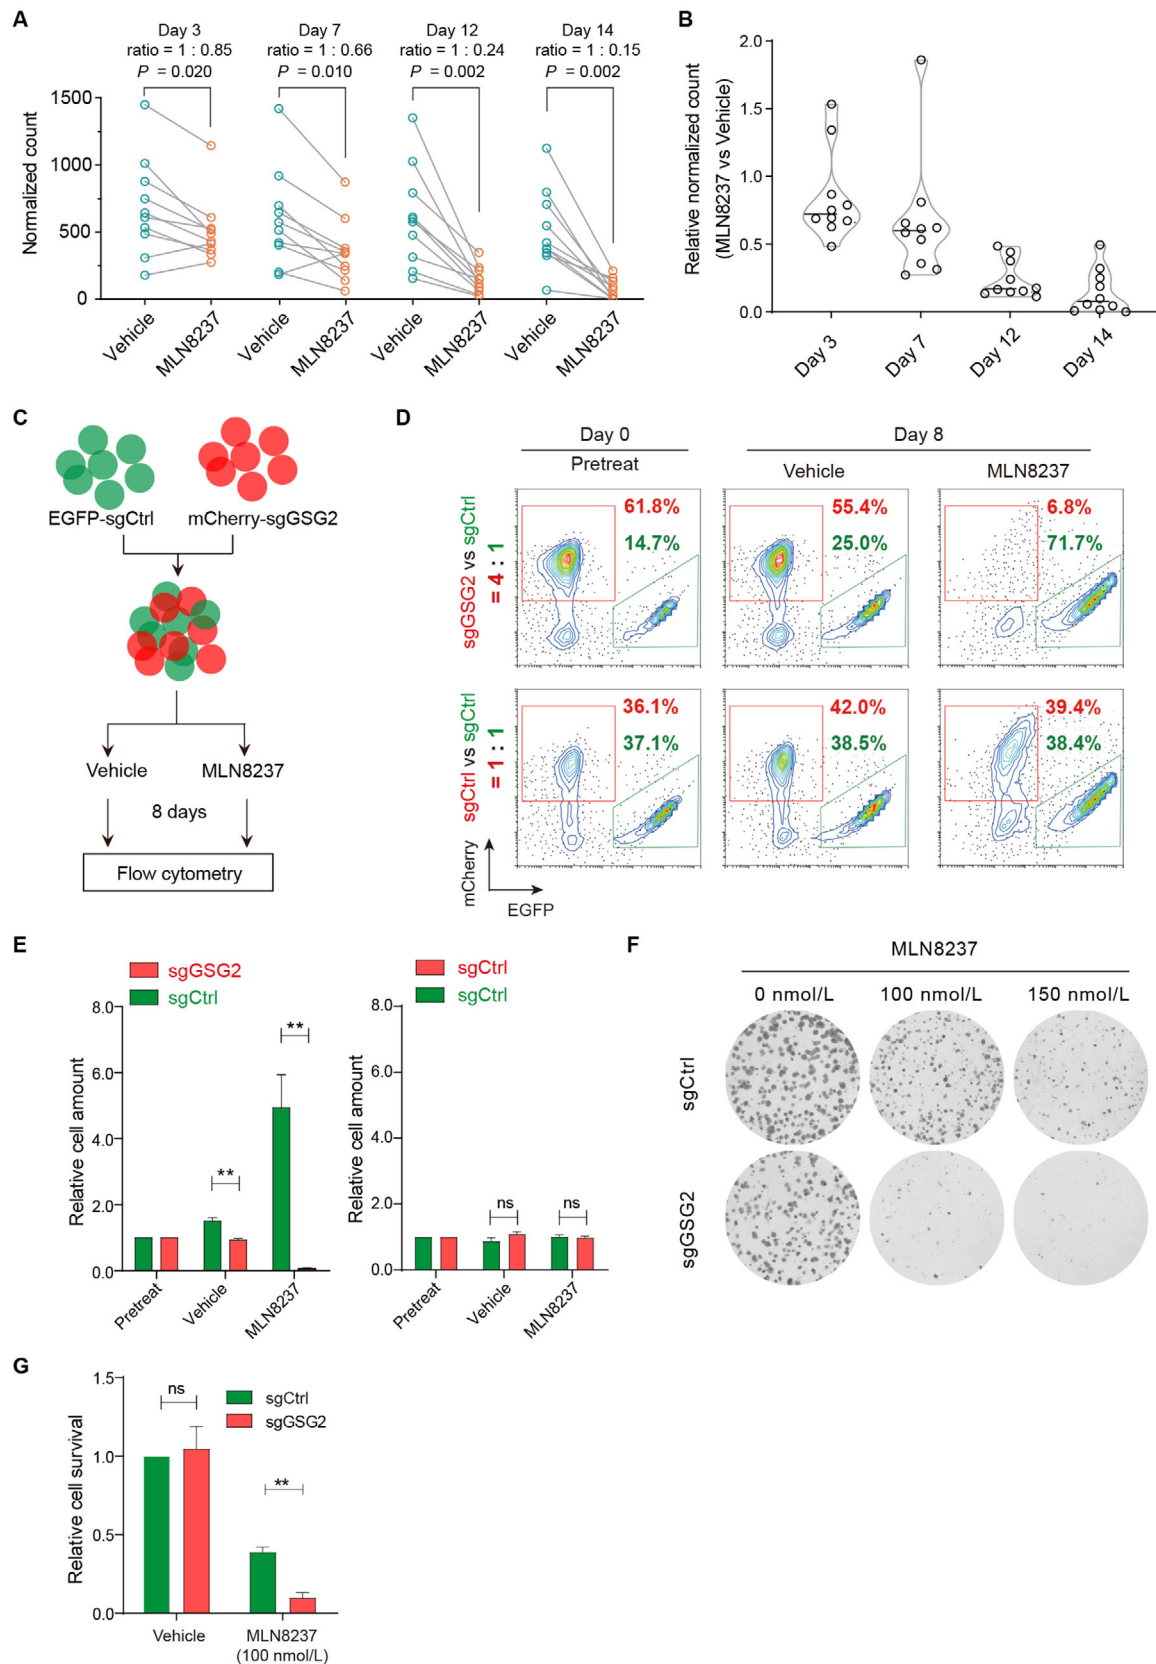 A
Day 3
ratio = 1 : 0.85
P = 0.020
Day 7
ratio = 1 : 0.66
P = 0.010
Day 12
ratio = 1 : 0.24
P = 0.002
Day 14
ratio = 1 : 0.15
P = 0.002
Normalized count
1500
1000
500
0
Vehicle
MLN8237
Vehicle
MLN8237
Vehicle
MLN8237
Vehicle
MLN8237
B
Relative normalized count
(MLN8237 vs Vehicle)
2.0
1.5
1.0
0.5
0.0
Day 3
Day 7
Day 12
Day 14
C
EGFP-sgCtrl
mCherry-sgGSG2
Vehicle
MLN8237
8 days
Flow cytometry
D
Day 0
Day 8
Pretreat
Vehicle
MLN8237
sgGSG2 vs sgCtrl
= 4 : 1
61.8%
14.7%
55.4%
25.0%
6.8%
71.7%
sgCtrl vs sgCtrl
= 1 : 1
36.1%
37.1%
42.0%
38.5%
39.4%
38.4%
mCherry
EGFP
E
sgGSG2
sgCtrl
Relative cell amount
8.0
6.0
4.0
2.0
0.0
**
**
Pretreat
Vehicle
MLN8237
sgCtrl
sgCtrl
Relative cell amount
8.0
6.0
4.0
2.0
0.0
ns
ns
Pretreat
Vehicle
MLN8237
F
MLN8237
0 nmol/L
100 nmol/L
150 nmol/L
sgCtrl
sgGSG2
G
Relative cell survival
1.5
1.0
0.5
0.0
ns
**
sgCtrl
sgGSG2
Vehicle
MLN8237
(100 nmol/L)